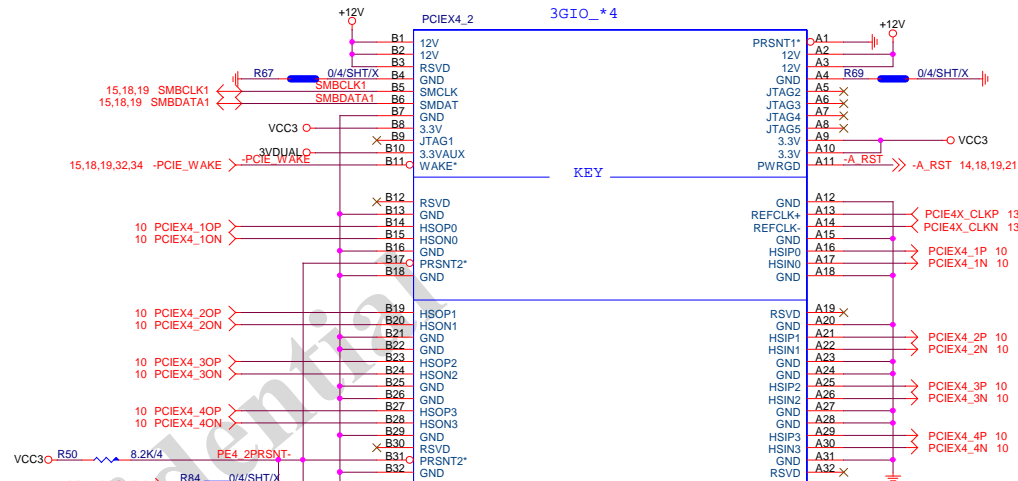 3GIO_*4
PCIEX4_2
+12V
+12V
B1 12V PRSNT1* A1
B2 12V 12V A2
B3 RSVD 12V A3
R67 0/4/SHT/X B4 GND GND A4 R69 0/4/SHT/X
15,18,19 SMBCLK1 SMBCLK1 B5 SMCLK JTAG2 A5
15,18,19 SMBDATA1 SMBDATA1 B6 SMDAT JTAG3 A6
B7 GND JTAG4 A7
VCC3 B8 3.3V JTAG5 A8
B9 JTAG1 3.3V A9 VCC3
3VDUAL B10 3.3VAUX 3.3V A10
15,18,19,32,34 -PCIE_WAKE -PCIE_WAKE B11 WAKE* PWRGD A11 -A_RST -A_RST 14,18,19,21
KEY
B12 RSVD GND A12
B13 GND REFCLK+ A13 PCIE4X_CLKP 13
10 PCIEX4_1OP B14 HSOP0 REFCLK- A14 PCIE4X_CLKN 13
10 PCIEX4_1ON B15 HSON0 GND A15
B16 GND HSIP0 A16 PCIEX4_1P 10
B17 PRSNT2* HSIN0 A17 PCIEX4_1N 10
B18 GND GND A18
10 PCIEX4_2OP B19 HSOP1 RSVD A19
10 PCIEX4_2ON B20 HSON1 GND A20
B21 GND HSIP1 A21 PCIEX4_2P 10
B22 GND HSIN1 A22 PCIEX4_2N 10
10 PCIEX4_3OP B23 HSOP2 GND A23
10 PCIEX4_3ON B24 HSON2 GND A24
B25 GND HSIP2 A25 PCIEX4_3P 10
B26 GND HSIN2 A26 PCIEX4_3N 10
10 PCIEX4_4OP B27 HSOP3 GND A27
10 PCIEX4_4ON B28 HSON3 GND A28
B29 GND HSIP3 A29 PCIEX4_4P 10
B30 RSVD HSIN3 A30 PCIEX4_4N 10
VCC3 R50 8.2K/4 PE4_2PRSNT- B31 PRSNT2* GND A31
R84 0/4/SHT/X B32 GND RSVD A32
fidential